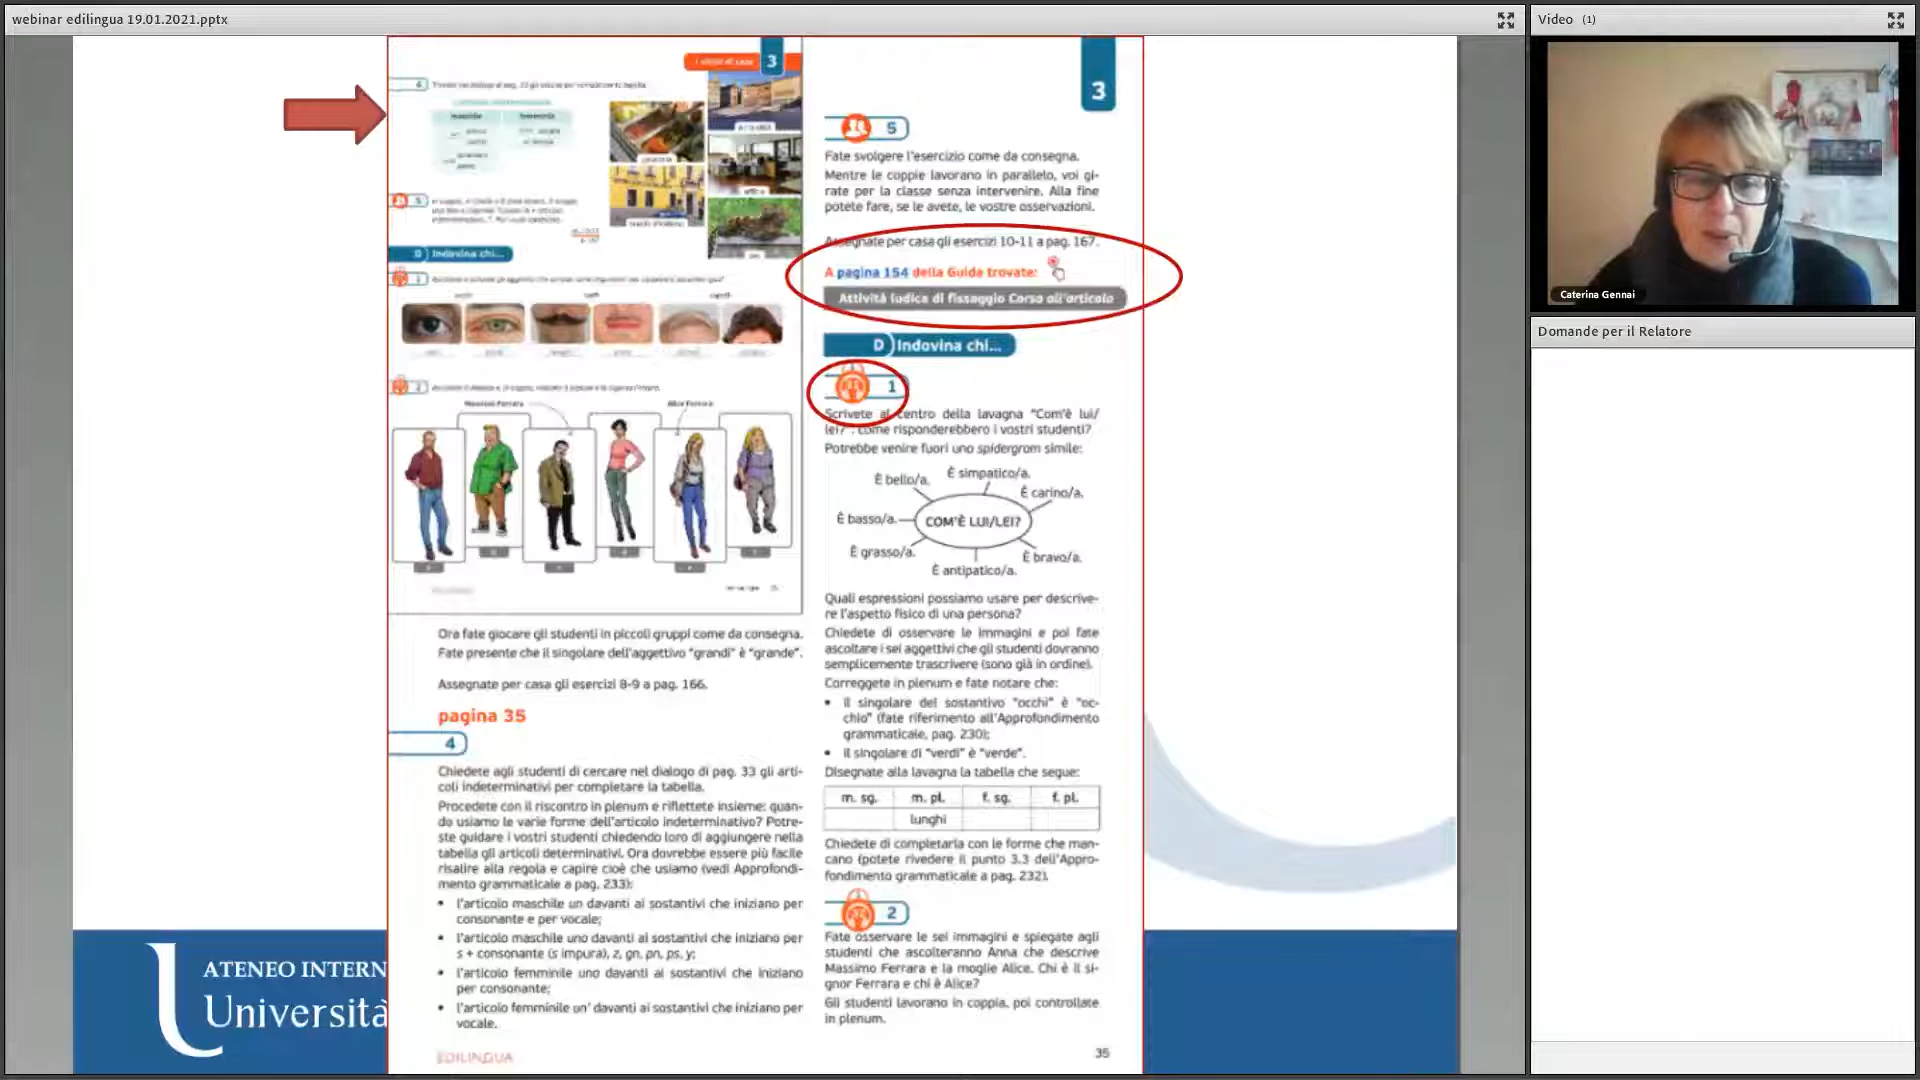 webinar edilingua 19.01.2021.pptx
Video (1)
Caterina Gennai
Domande per il Relatore
3
4
maschile
femminile
5
D Indovina chi...
1
2
Massimo Ferrara
Alice Ferrara
Ora fate giocare gli studenti in piccoli gruppi come da consegna.
Fate presente che il singolare dell'aggettivo "grandi" è "grande".
Assegnate per casa gli esercizi 8-9 a pag. 166.
pagina 35
4
Chiedete agli studenti di cercare nel dialogo di pag. 33 gli arti-
coli indeterminativi per completare la tabella.
Procedete con il riscontro in plenum e riflettete insieme: quan-
do usiamo le varie forme dell'articolo indeterminativo? Potre-
ste guidare i vostri studenti chiedendo loro di aggiungere nella
tabella gli articoli determinativi. Ora dovrebbe essere più facile
risalire alla regola e capire cioè che usiamo (vedi Approfondi-
mento grammaticale a pag. 233):
• l'articolo maschile un davanti ai sostantivi che iniziano per
consonante e per vocale;
• l'articolo maschile uno davanti ai sostantivi che iniziano per
s + consonante (s impura), z, gn, pn, ps, y;
• l'articolo femminile una davanti ai sostantivi che iniziano
per consonante;
• l'articolo femminile un' davanti ai sostantivi che iniziano per
vocale.
EDILINGUA
3
5
Fate svolgere l'esercizio come da consegna.
Mentre le coppie lavorano in parallelo, voi gi-
rate per la classe senza intervenire. Alla fine
potete fare, se le avete, le vostre osservazioni.
Assegnate per casa gli esercizi 10-11 a pag. 167.
A pagina 154 della Guida trovate:
Attività ludica di fissaggio Corsa all'articolo
D Indovina chi...
1
Scrivete al centro della lavagna "Com'è lui/
lei?". Come risponderebbero i vostri studenti?
Potrebbe venire fuori uno spidergram simile:
È bello/a.
È simpatico/a.
È carino/a.
È basso/a.
COM'È LUI/LEI?
È grasso/a.
È bravo/a.
È antipatico/a.
Quali espressioni possiamo usare per descrive-
re l'aspetto fisico di una persona?
Chiedete di osservare le immagini e poi fate
ascoltare i sei aggettivi che gli studenti dovranno
semplicemente trascrivere (sono già in ordine).
Correggete in plenum e fate notare che:
• il singolare del sostantivo "occhi" è "oc-
chio" (fate riferimento all'Approfondimento
grammaticale, pag. 230);
• il singolare di "verdi" è "verde".
Disegnate alla lavagna la tabella che segue:
m. sg. m. pl. f. sg. f. pl.
lunghi
Chiedete di completarla con le forme che man-
cano (potete rivedere il punto 3.3 dell'Appro-
fondimento grammaticale a pag. 232).
2
Fate osservare le sei immagini e spiegate agli
studenti che ascolteranno Anna che descrive
Massimo Ferrara e la moglie Alice. Chi è il si-
gnor Ferrara e chi è Alice?
Gli studenti lavorano in coppia, poi controllate
in plenum.
35
ATENEO INTERN
Università